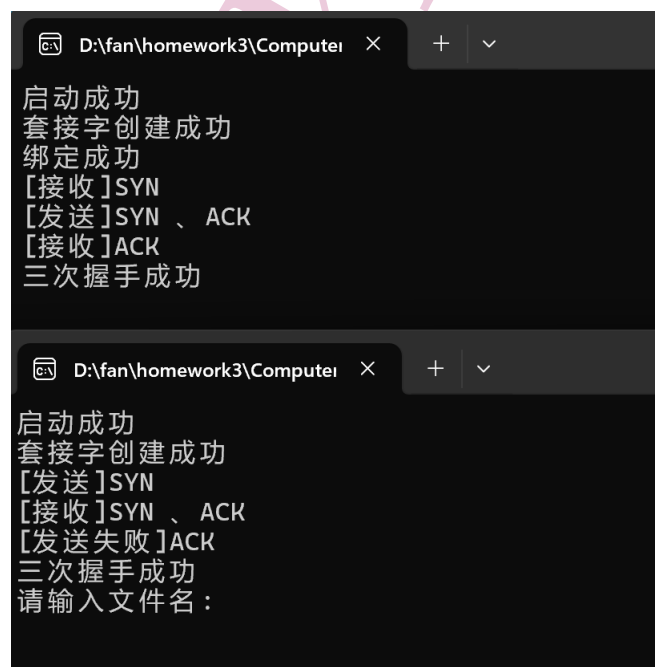 D:\fan\homework3\Computer
启动成功
套接字创建成功
绑定成功
[接收]SYN
[发送]SYN 、 ACK
[接收]ACK
三次握手成功
D:\fan\homework3\Computer
启动成功
套接字创建成功
[发送]SYN
[接收]SYN 、 ACK
[发送失败]ACK
三次握手成功
请输入文件名: